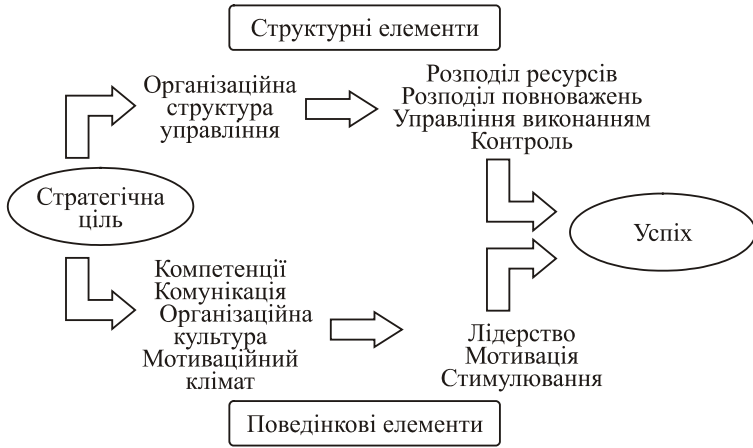 Структурні елементи
Організаційна
структура
управління
Розподіл ресурсів
Розподіл повноважень
Управління виконанням
Контроль
Стратегічна
ціль
Успіх
Компетенції
Комунікація
Організаційна
культура
Мотиваційний
клімат
Лідерство
Мотивація
Стимулювання
Поведінкові елементи